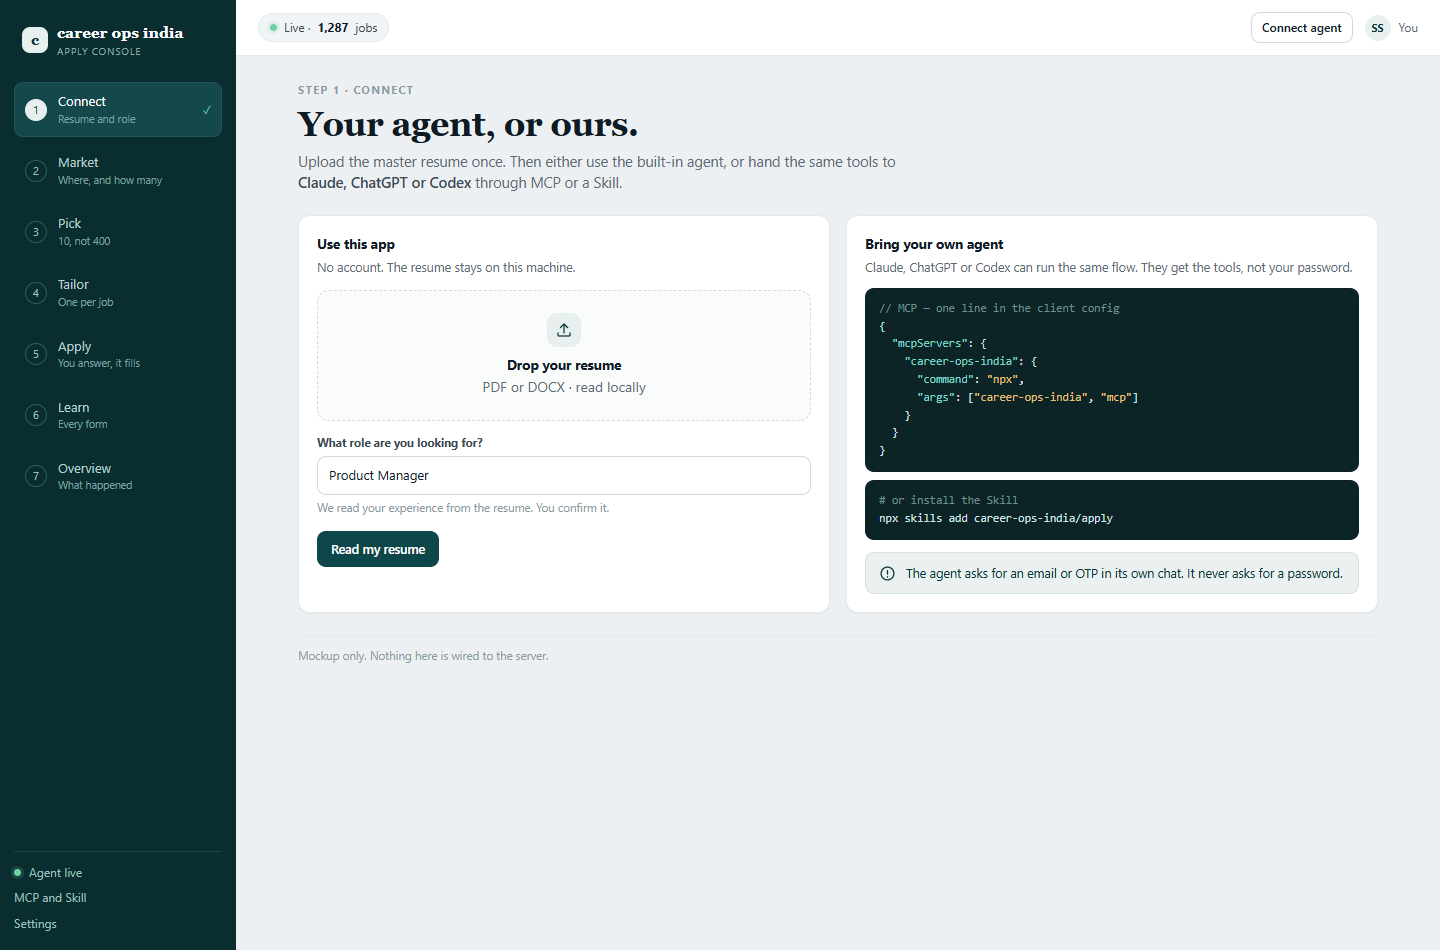 c
career ops india
APPLY CONSOLE
1
Connect
Resume and role
✓
2
Market
Where, and how many
3
Pick
10, not 400
4
Tailor
One per job
5
Apply
You answer, it fills
6
Learn
Every form
7
Overview
What happened
Agent live
MCP and Skill
Settings
Live · 1,287 jobs
Connect agent
SS You
STEP 1 · CONNECT
Your agent, or ours.
Upload the master resume once. Then either use the built-in agent, or hand the same tools to
Claude, ChatGPT or Codex through MCP or a Skill.
Use this app
No account. The resume stays on this machine.
Drop your resume
PDF or DOCX · read locally
What role are you looking for?
Product Manager
We read your experience from the resume. You confirm it.
Read my resume
Bring your own agent
Claude, ChatGPT or Codex can run the same flow. They get the tools, not your password.
// MCP — one line in the client config
{
  "mcpServers": {
    "career-ops-india": {
      "command": "npx",
      "args": ["career-ops-india", "mcp"]
    }
  }
}
# or install the Skill
npx skills add career-ops-india/apply
The agent asks for an email or OTP in its own chat. It never asks for a password.
Mockup only. Nothing here is wired to the server.